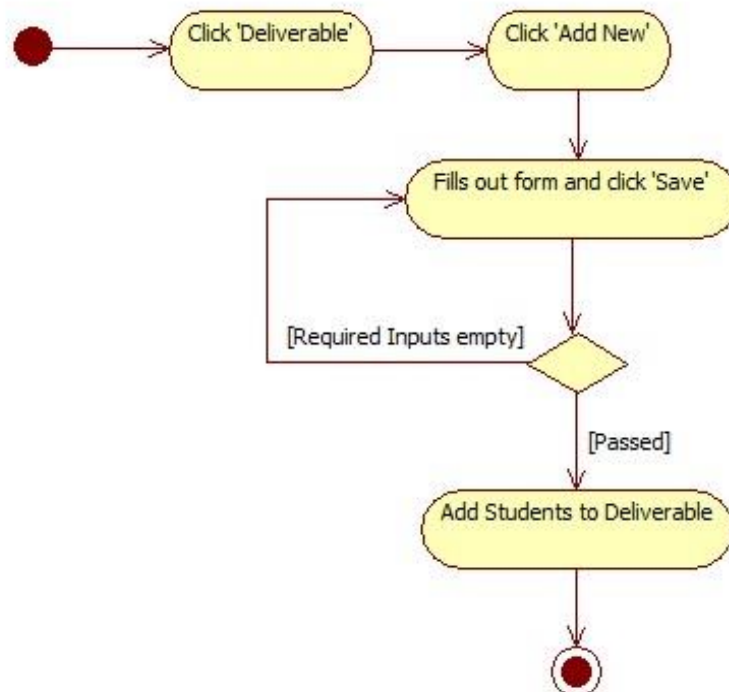 Click 'Deliverable'
Click 'Add New'
Fills out form and click 'Save'
[Required Inputs empty]
[Passed]
Add Students to Deliverable